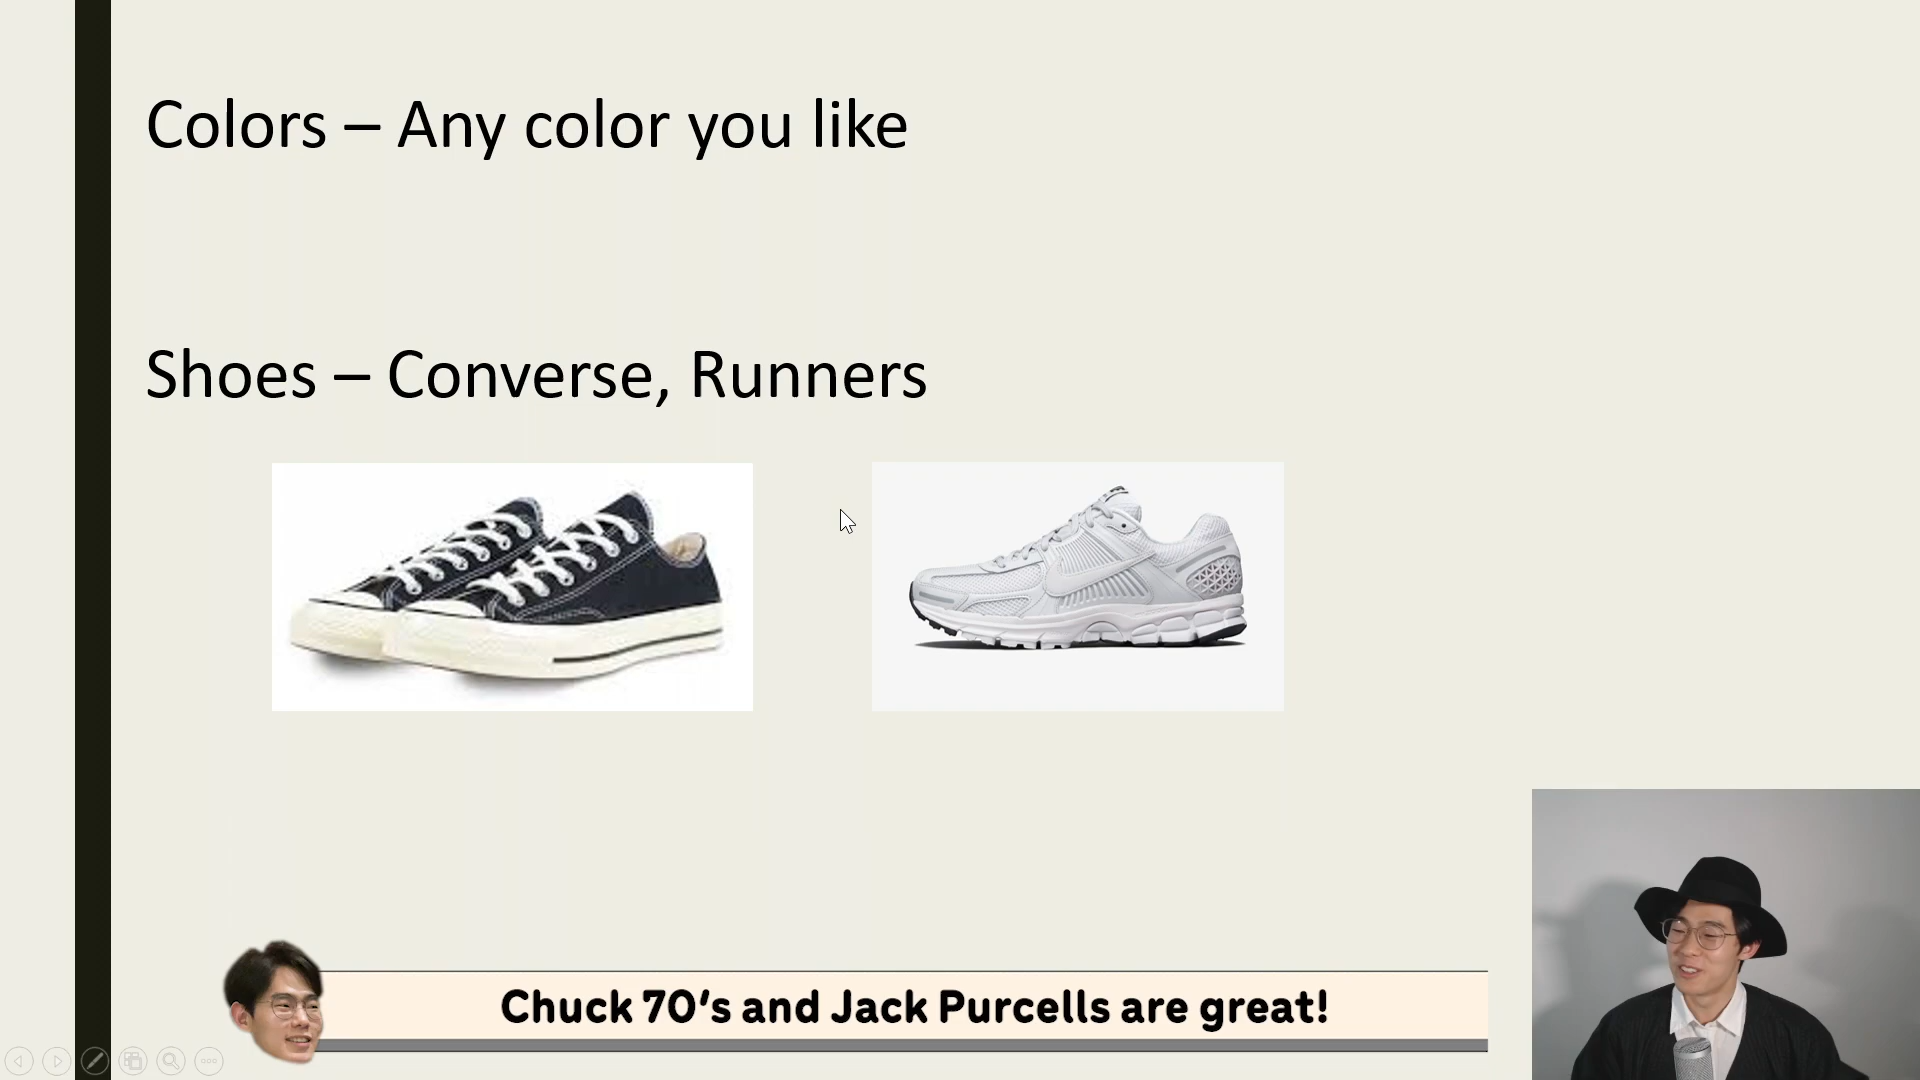 Colors – Any color you like
Shoes – Converse, Runners
Chuck 70's and Jack Purcells are great!